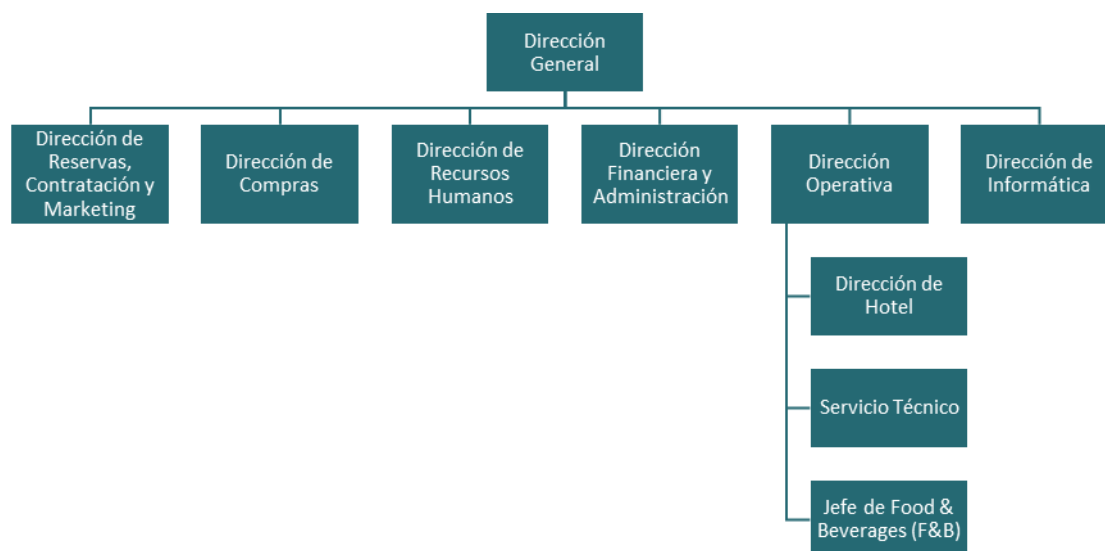 Dirección
General
Dirección de
Reservas,
Contratación y
Marketing
Dirección de
Compras
Dirección de
Recursos
Humanos
Dirección
Financiera y
Administración
Dirección
Operativa
Dirección de
Informática
Dirección de
Hotel
Servicio Técnico
Jefe de Food &
Beverages (F&B)